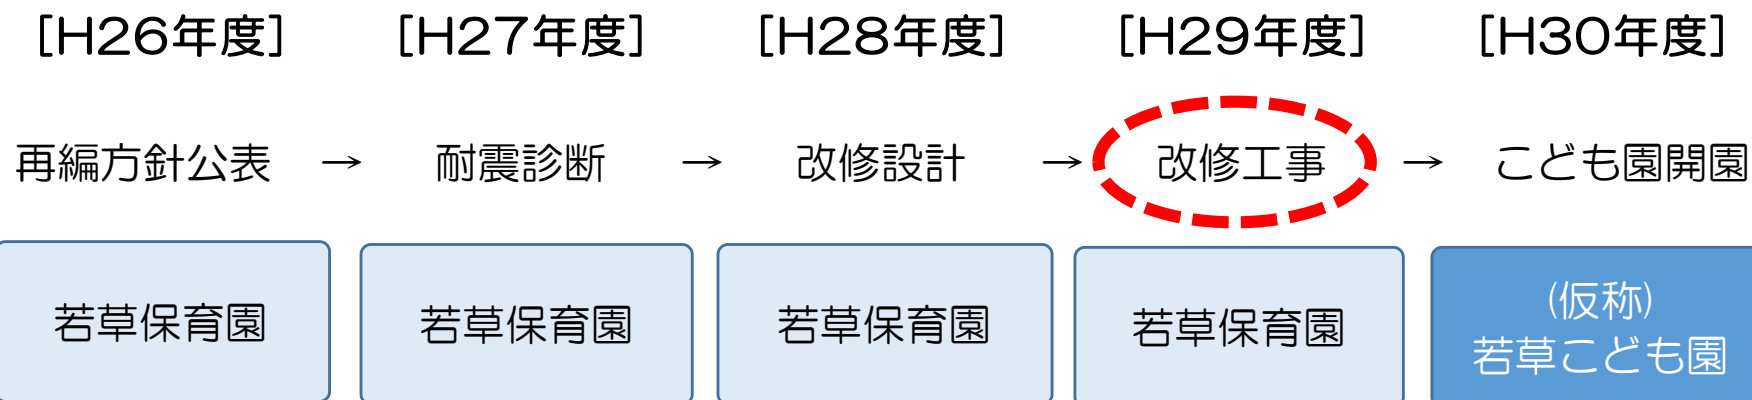 [H26年度] [H27年度] [H28年度] [H29年度] [H30年度]
再編方針公表 → 耐震診断 → 改修設計 → 改修工事 → こども園開園
若草保育園 若草保育園 若草保育園 若草保育園 (仮称)
若草こども園